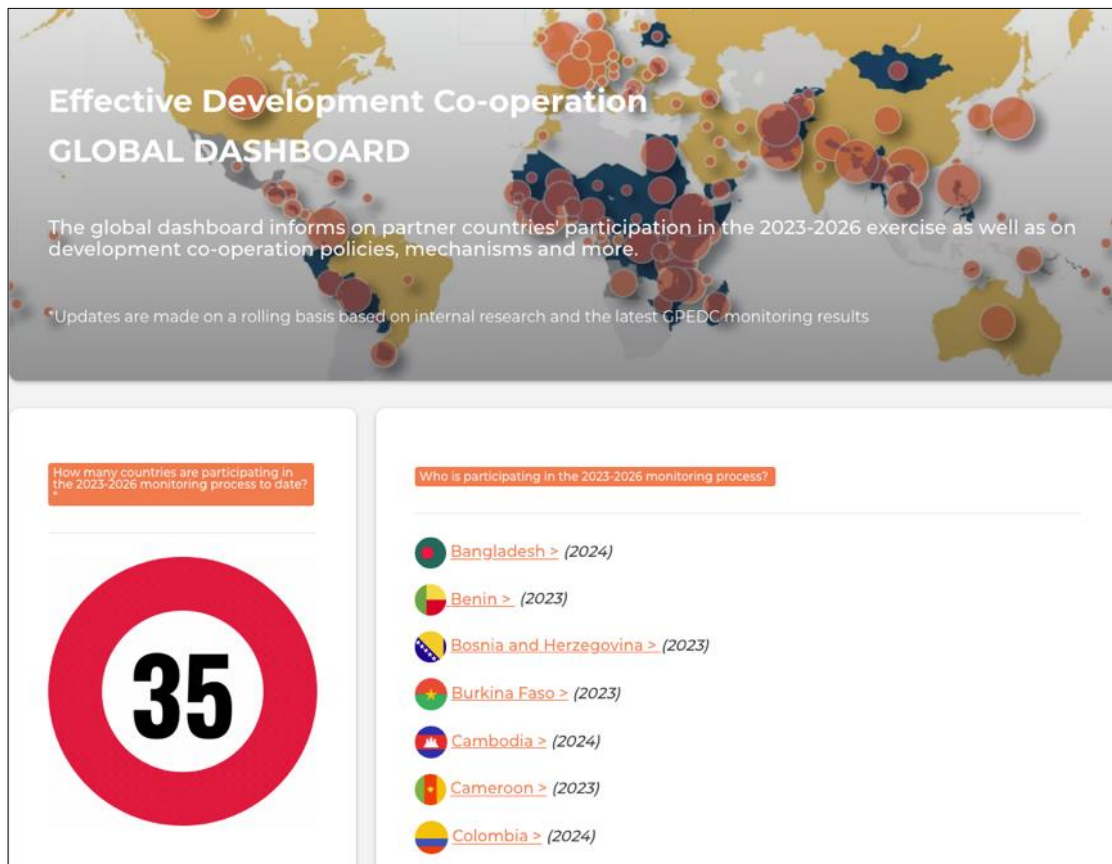 Effective Development Co-operation
GLOBAL DASHBOARD
The global dashboard informs on partner countries' participation in the 2023-2026 exercise as well as on
development co-operation policies, mechanisms and more.
*Updates are made on a rolling basis based on internal research and the latest GPEDC monitoring results
How many countries are participating in
the 2023-2026 monitoring process to date?
*
35
Who is participating in the 2023-2026 monitoring process?
Bangladesh > (2024)
Benin > (2023)
Bosnia and Herzegovina > (2023)
Burkina Faso > (2023)
Cambodia > (2024)
Cameroon > (2023)
Colombia > (2024)